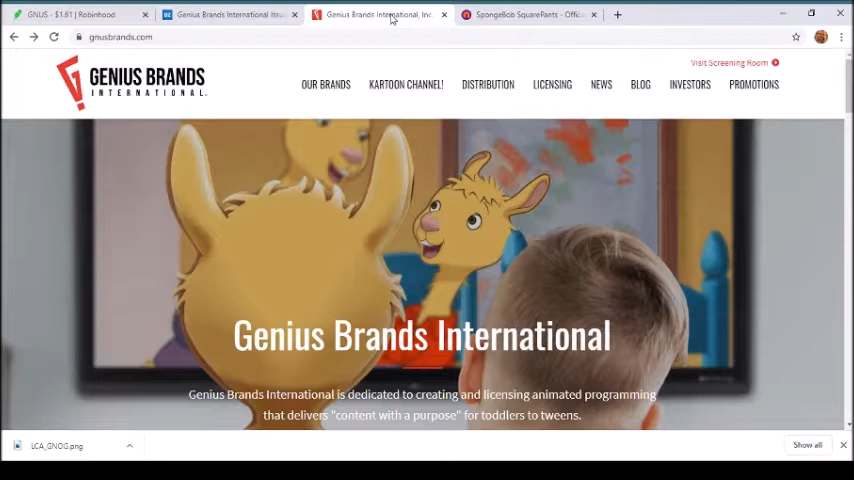 GNUS - $1.61 | Robinhood
Genius Brands International Issu
Genius Brands International, Inc
SpongeBob SquarePants - Offici
gnusbrands.com
Visit Screening Room
GENIUS BRANDS
INTERNATIONAL.
OUR BRANDS
KARTOON CHANNEL!
DISTRIBUTION
LICENSING
NEWS
BLOG
INVESTORS
PROMOTIONS
Genius Brands International
Genius Brands International is dedicated to creating and licensing animated programming
that delivers "content with a purpose" for toddlers to tweens.
LCA_GNOG.png
Show all